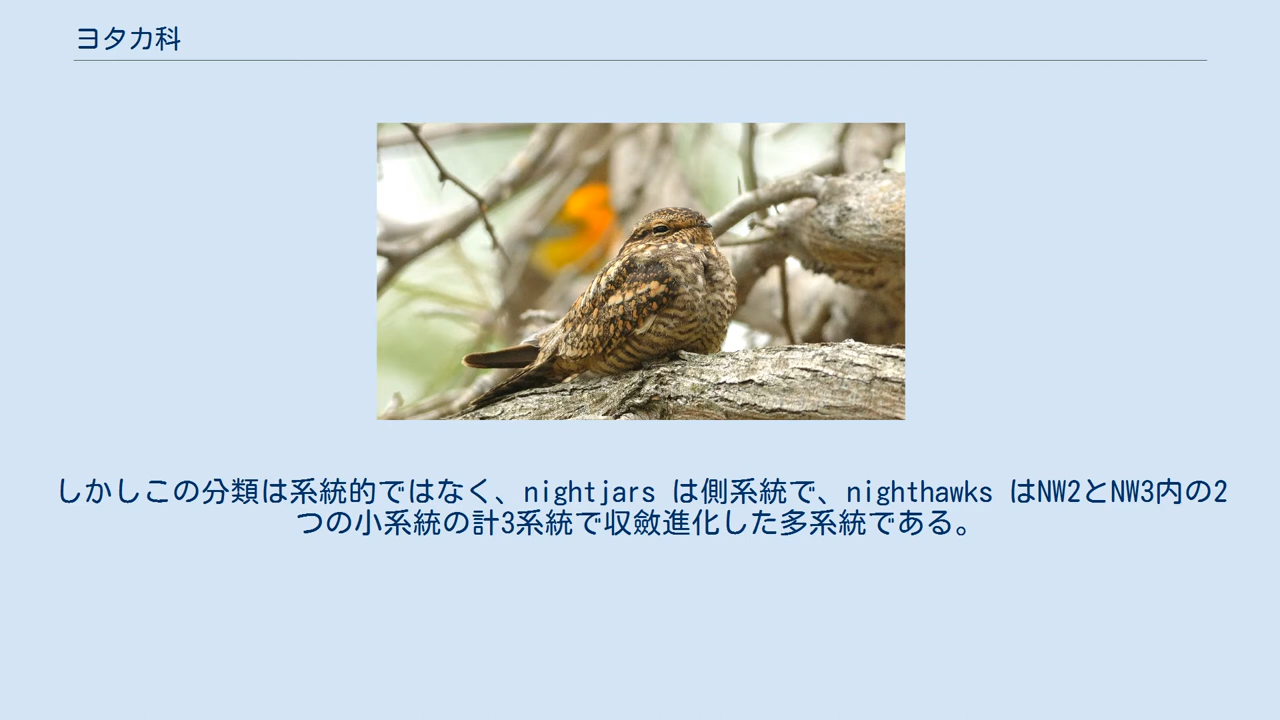 ヨタカ科
しかしこの分類は系統的ではなく、nightjars は側系統で、nighthawks はNW2とNW3内の2
つの小系統の計3系統で収斂進化した多系統である。